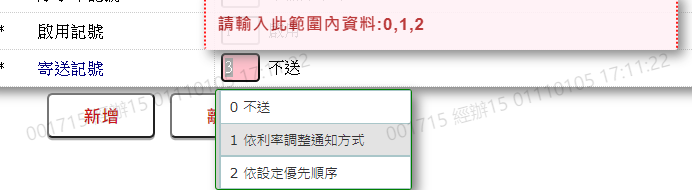 請輸入此範圍內資料:0,1,2
* 啟用記號
* 寄送記號 3 不送
新增
0 不送
1 依利率調整通知方式
2 依設定優先順序
001715 經辦15 01110105 17:11:22
001715 經辦15 01110105 17:11:22